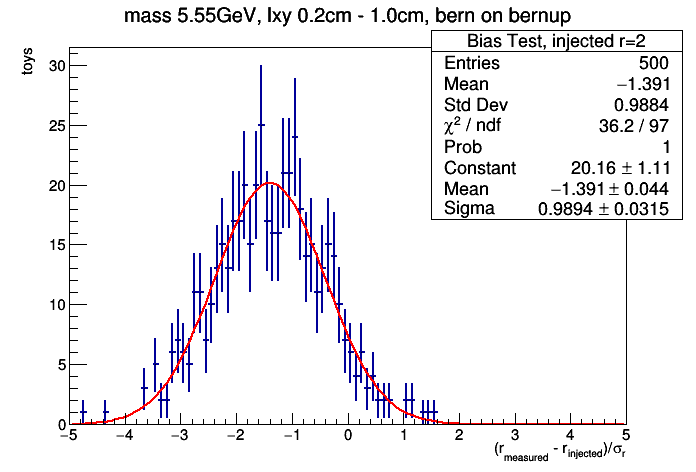 mass 5.55GeV, lxy 0.2cm - 1.0cm, bern on bernup
Bias Test, injected r=2
Entries 500
Mean −1.391
Std Dev 0.9884
χ² / ndf 36.2 / 97
Prob 1
Constant 20.16 ± 1.11
Mean −1.391 ± 0.044
Sigma 0.9894 ± 0.0315
toys
30
25
20
15
10
5
0
−5 −4 −3 −2 −1 0 1 2 3 4 5
(r_measured - r_injected)/σ_r